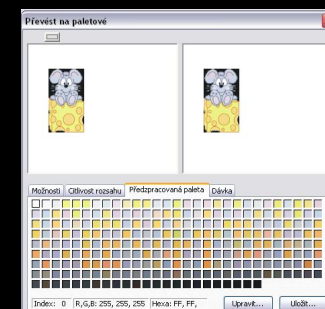 Převést na paletové
Možnosti Citlivost rozsahu Předzpracovaná paleta Dávka
Index: 0 R,G,B: 255, 255, 255 Hexa: FF, FF, Upravit... Uložit...